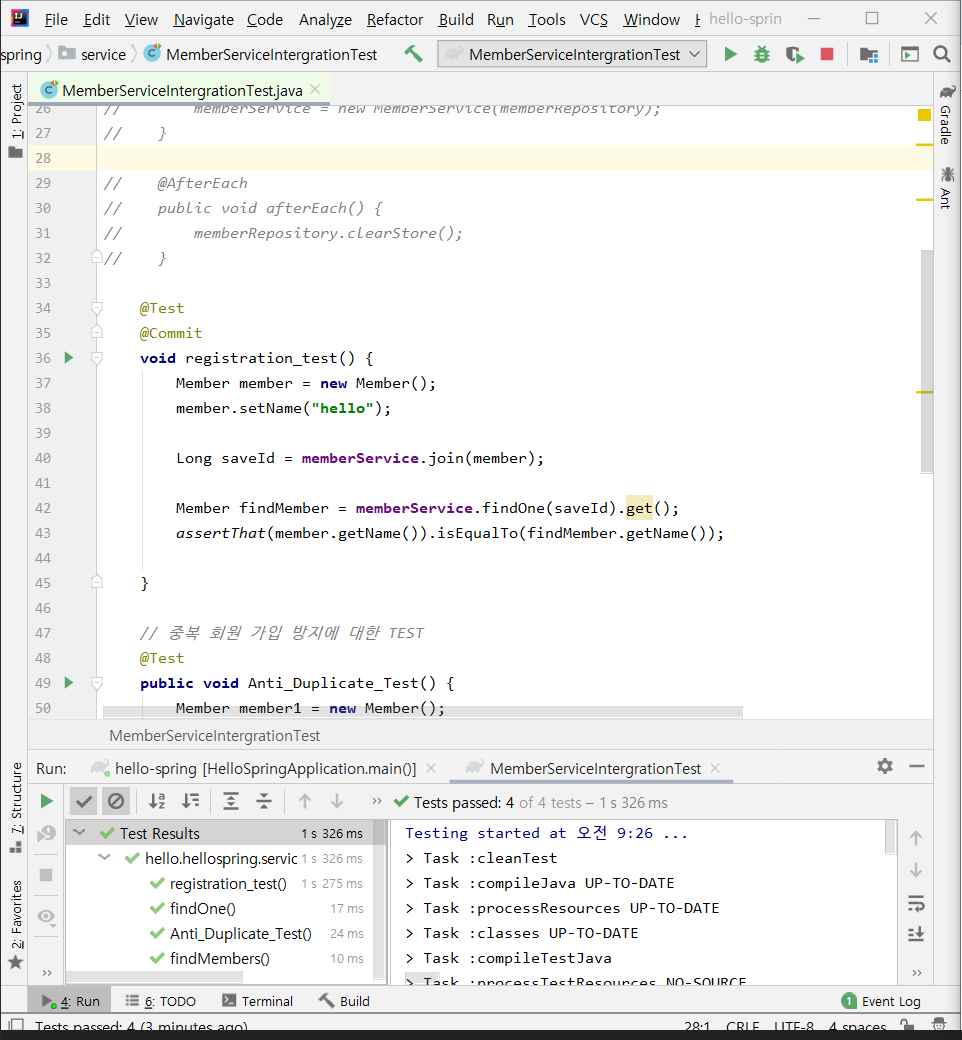 File Edit View Navigate Code Analyze Refactor Build Run Tools VCS Window H hello-sprin
spring service MemberServiceIntergrationTest MemberServiceIntergrationTest
MemberServiceIntergrationTest.java
1: Project
Gradle
Ant
26 // memberService = new MemberService(memberRepository);
27 // }
28
29 // @AfterEach
30 // public void afterEach() {
31 // memberRepository.clearStore();
32 // }
33
34 @Test
35 @Commit
36 void registration_test() {
37 Member member = new Member();
38 member.setName("hello");
39
40 Long saveId = memberService.join(member);
41
42 Member findMember = memberService.findOne(saveId).get();
43 assertThat(member.getName()).isEqualTo(findMember.getName());
44
45 }
46
47 // 중복 회원 가입 방지에 대한 TEST
48 @Test
49 public void Anti_Duplicate_Test() {
50 Member member1 = new Member();
MemberServiceIntergrationTest
Run: hello-spring [HelloSpringApplication.main()] MemberServiceIntergrationTest
7: Structure
2: Favorites
Tests passed: 4 of 4 tests – 1 s 326 ms
Test Results 1 s 326 ms
hello.hellospring.servic 1 s 326 ms
registration_test() 1 s 275 ms
findOne() 17 ms
Anti_Duplicate_Test() 24 ms
findMembers() 10 ms
Testing started at 오전 9:26 ...
> Task :cleanTest
> Task :compileJava UP-TO-DATE
> Task :processResources UP-TO-DATE
> Task :classes UP-TO-DATE
> Task :compileTestJava
> Task :processTestResources NO-SOURCE
4: Run 6: TODO Terminal Build 1 Event Log
Tests passed: 4 (3 minutes ago) 28:1 CRLF UTF-8 4 spaces